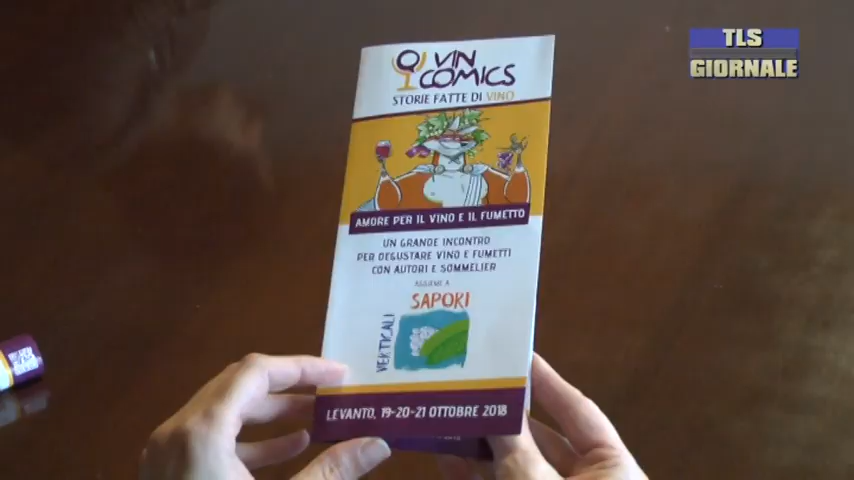 TLS
GIORNALE
VIN
COMICS
STORIE FATTE DI VINO
AMORE PER IL VINO E IL FUMETTO
UN GRANDE INCONTRO
PER DEGUSTARE VINO E FUMETTI
CON AUTORI E SOMMELIER
ASSIEME A
SAPORI
VERTICALI
LEVANTO, 19-20-21 OTTOBRE 2018